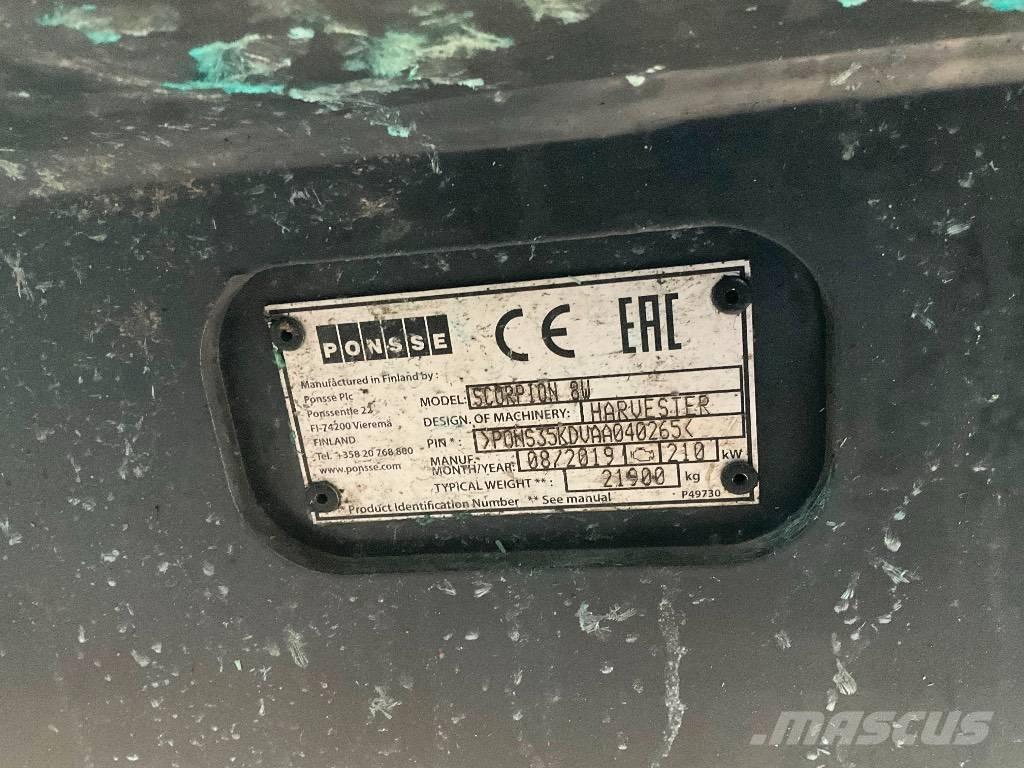 PONSSE CE EAC
Manufactured in Finland by :
Ponsse Plc
Ponssentie 22
FI-74200 Vieremä
FINLAND
Tel. +358 20 768 800
www.ponsse.com
MODEL: SCORPION 8W
DESIGN. OF MACHINERY: HARVESTER
PIN * : >PONS35KDVAA040265<
MANUF.-
MONTH/YEAR: 08/2019 210 kW
TYPICAL WEIGHT ** : 21900 kg
* Product Identification Number ** See manual P49730
MASCUS